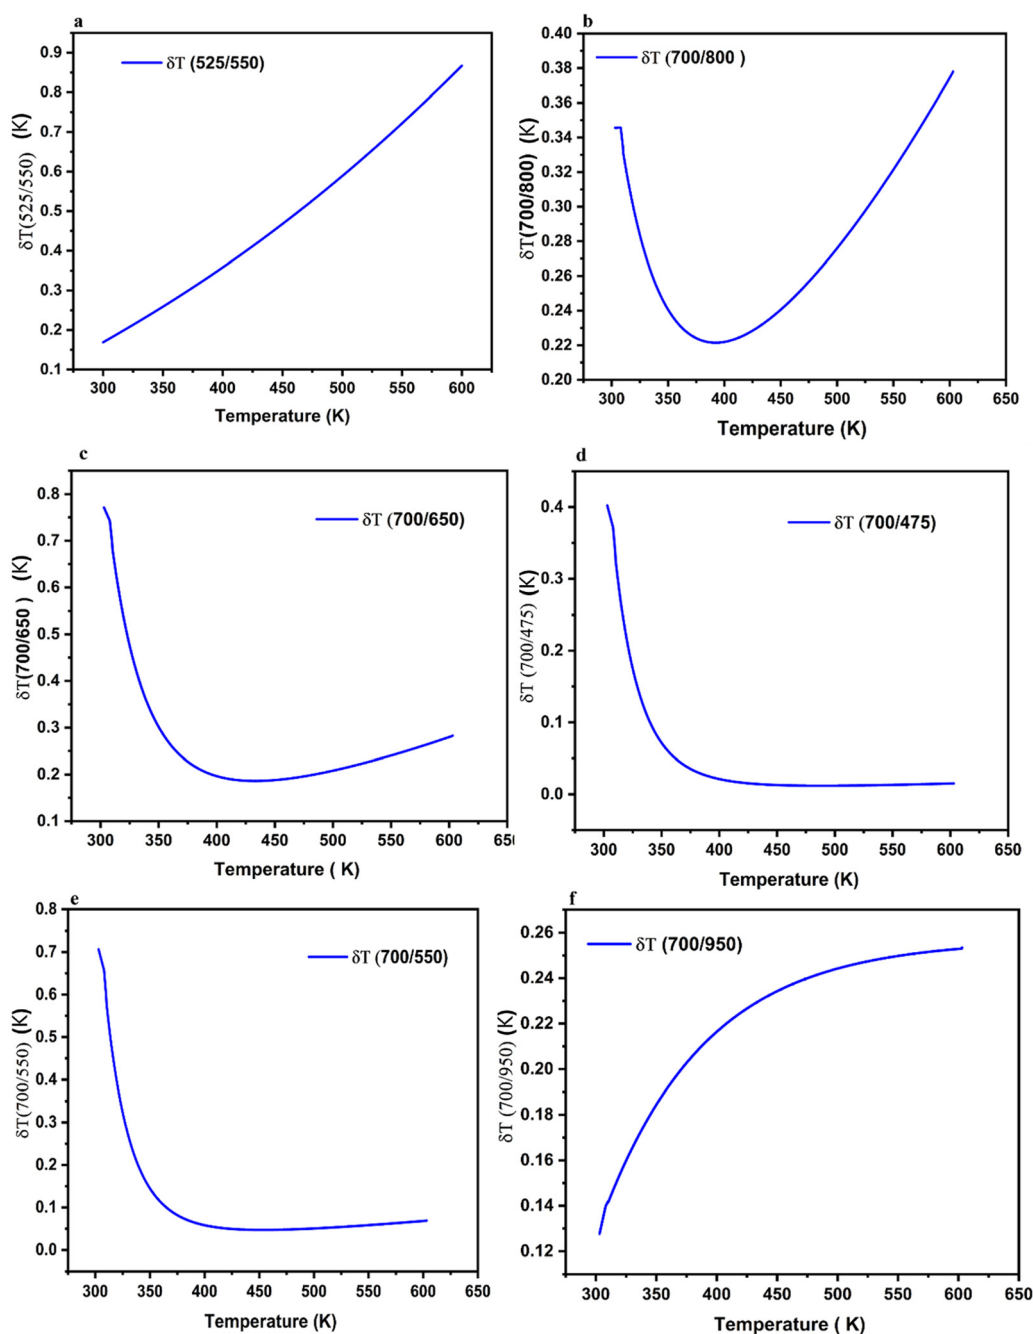 a
δT (525/550)
δT(525/550) (K)
0.9
0.8
0.7
0.6
0.5
0.4
0.3
0.2
0.1
300 350 400 450 500 550 600
Temperature (K)
b
δT (700/800 )
δT(700/800) (K)
0.40
0.38
0.36
0.34
0.32
0.30
0.28
0.26
0.24
0.22
0.20
300 350 400 450 500 550 600 650
Temperature (K)
c
δT (700/650)
δT(700/650 ) (K)
0.8
0.7
0.6
0.5
0.4
0.3
0.2
0.1
300 350 400 450 500 550 600 650
Temperature ( K)
d
δT (700/475)
δT (700/475) (K)
0.4
0.3
0.2
0.1
0.0
300 350 400 450 500 550 600 650
Temperature (K)
e
δT (700/550)
δT(700/550) (K)
0.8
0.7
0.6
0.5
0.4
0.3
0.2
0.1
0.0
300 350 400 450 500 550 600 650
Temperature (K)
f
δT (700/950)
δT (700/950) (K)
0.26
0.24
0.22
0.20
0.18
0.16
0.14
0.12
300 350 400 450 500 550 600 650
Temperature ( K)